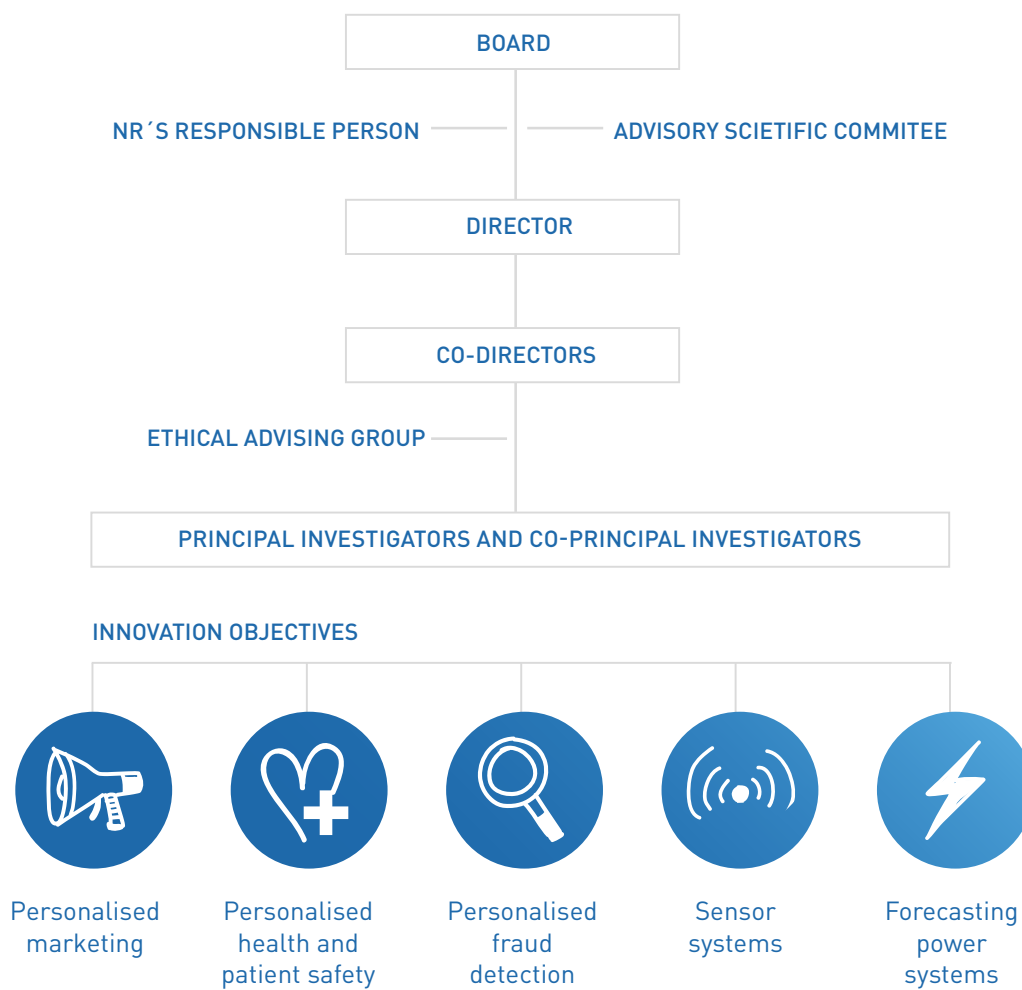 BOARD
NR´S RESPONSIBLE PERSON
ADVISORY SCIETIFIC COMMITEE
DIRECTOR
CO-DIRECTORS
ETHICAL ADVISING GROUP
PRINCIPAL INVESTIGATORS AND CO-PRINCIPAL INVESTIGATORS
INNOVATION OBJECTIVES
Personalised
marketing
Personalised
health and
patient safety
Personalised
fraud
detection
Sensor
systems
Forecasting
power
systems